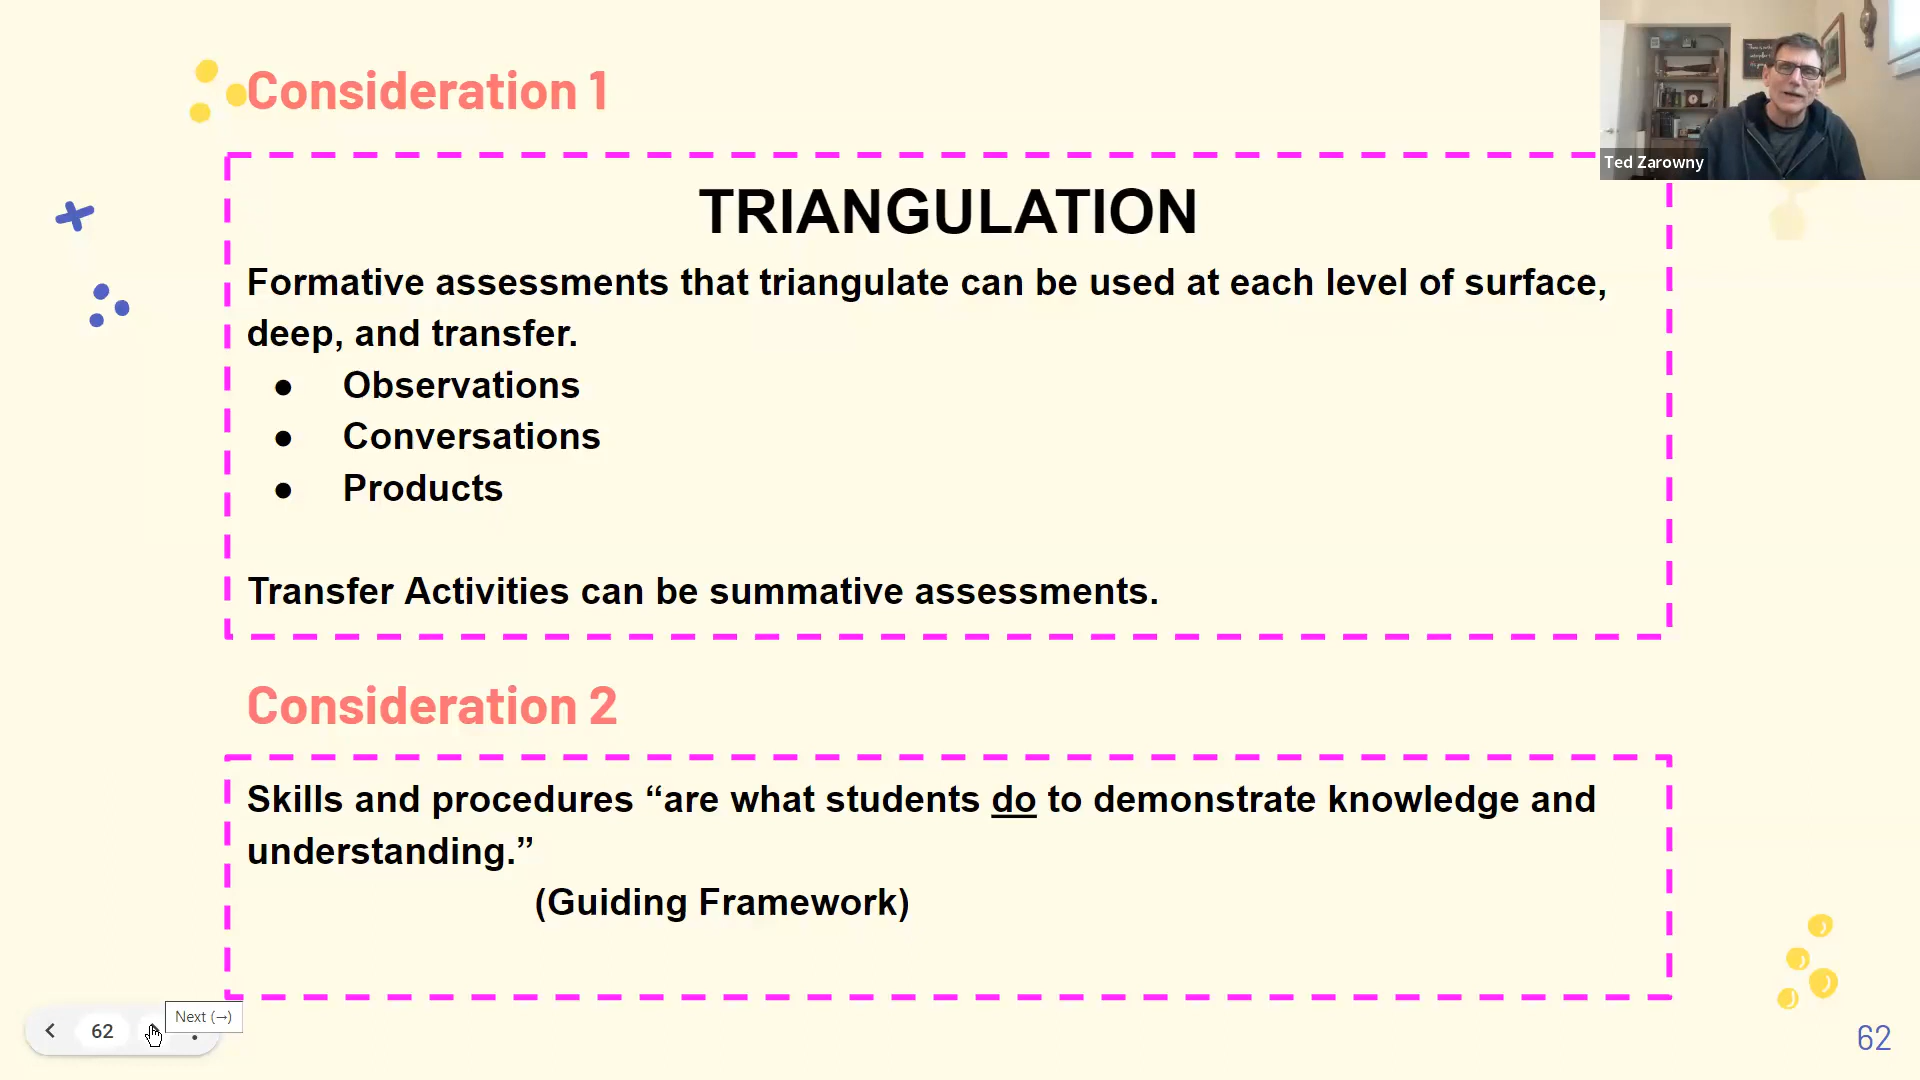 Consideration 1
Ted Zarowny
TRIANGULATION
Formative assessments that triangulate can be used at each level of surface,
deep, and transfer.
● Observations
● Conversations
● Products
Transfer Activities can be summative assessments.
Consideration 2
Skills and procedures “are what students do to demonstrate knowledge and
understanding.”
(Guiding Framework)
Next (→)
62
62